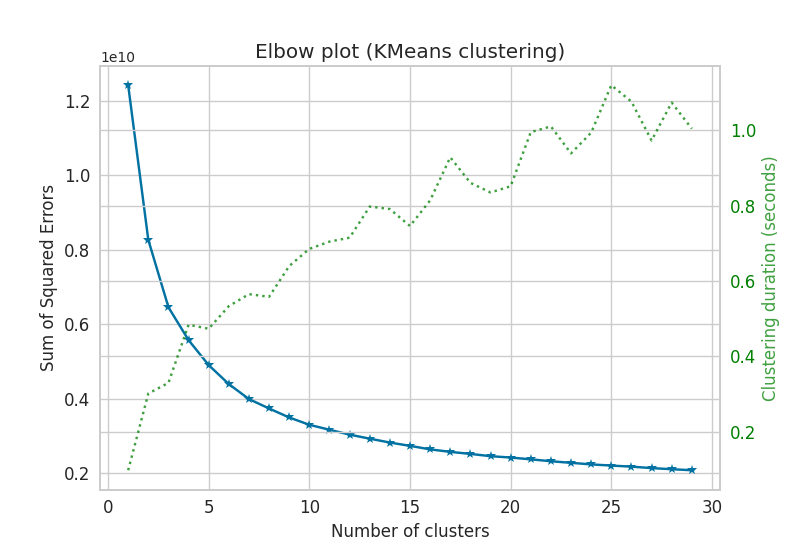 Elbow plot (KMeans clustering)
1e10
1.2
1.0
0.8
0.6
0.4
0.2
Sum of Squared Errors
0 5 10 15 20 25 30
Number of clusters
1.0
0.8
0.6
0.4
0.2
Clustering duration (seconds)